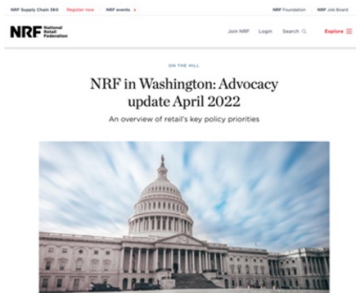 NRF Supply Chain 360 Register now NRF events NRF Foundation NRF Job Board
NRF National Retail Federation Join NRF Login Search Explore
ON THE HILL
NRF in Washington: Advocacy
update April 2022
An overview of retail's key policy priorities